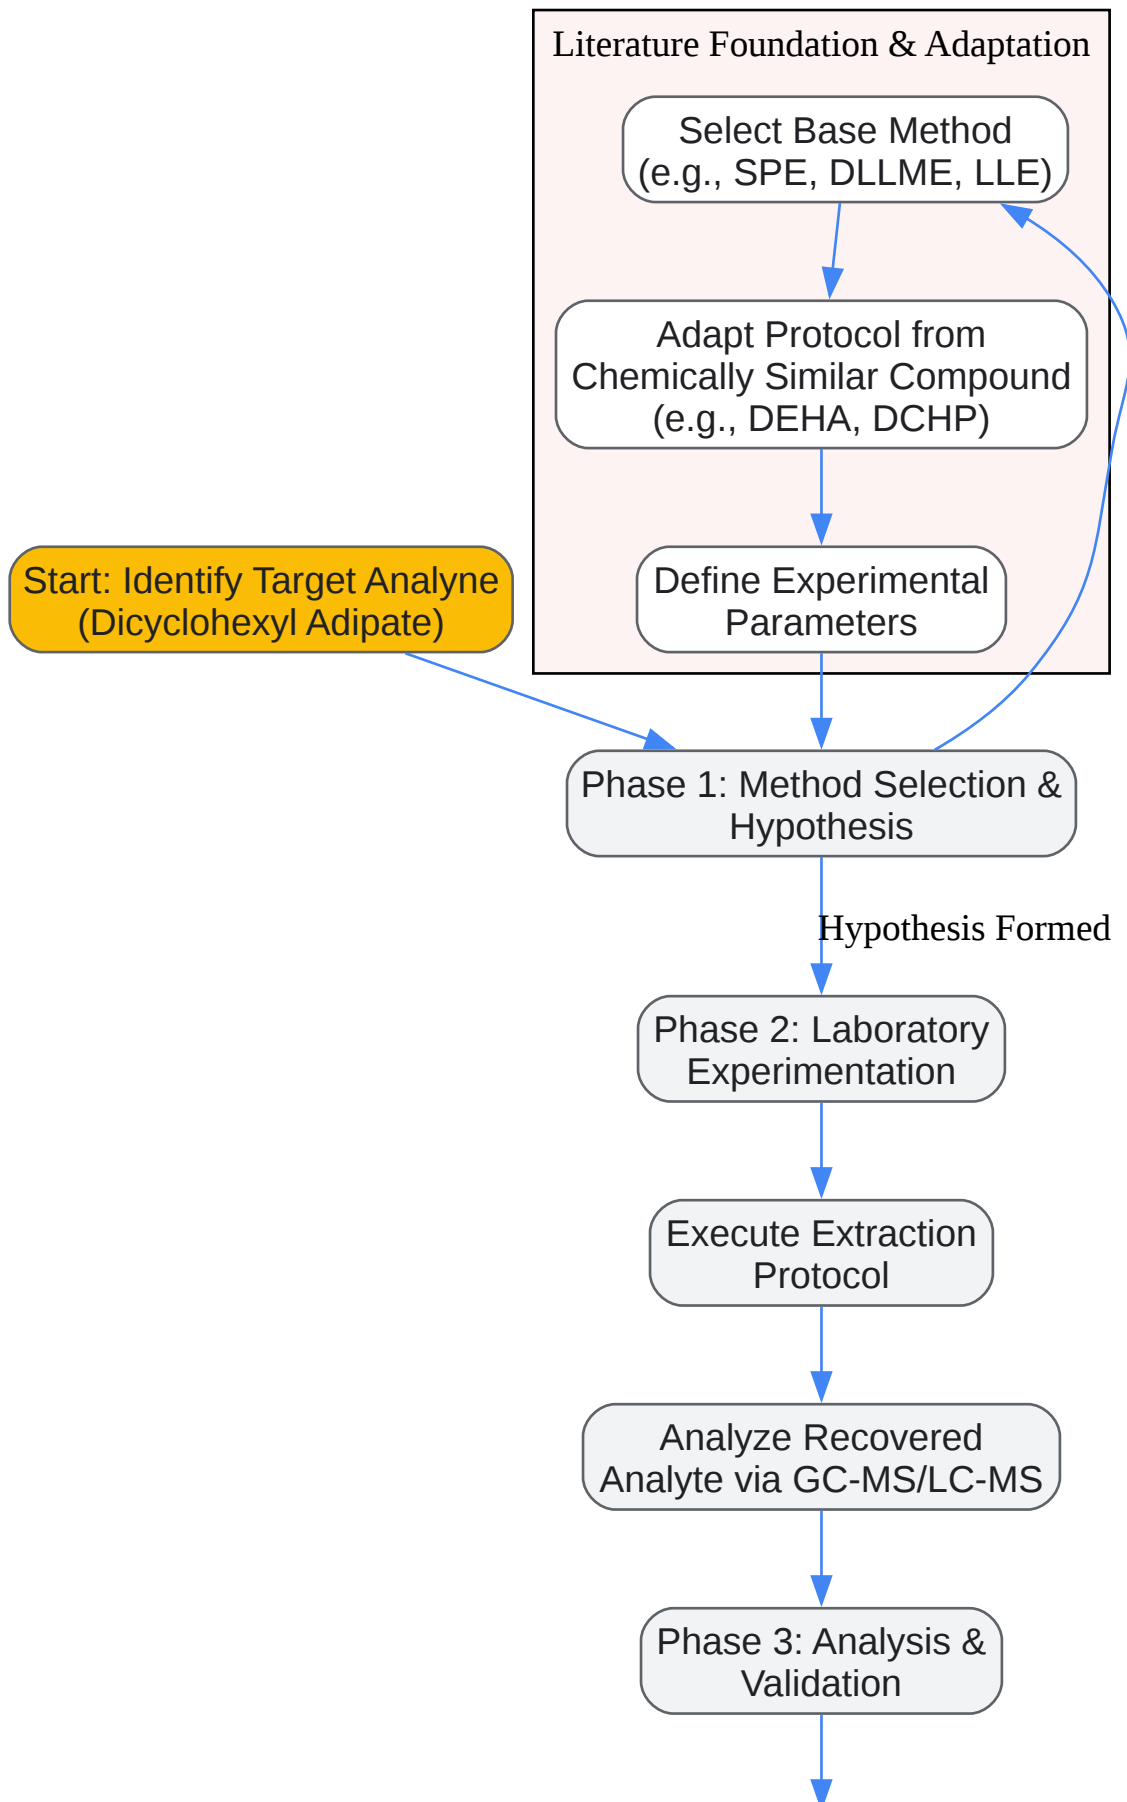 Literature Foundation & Adaptation
Select Base Method
(e.g., SPE, DLLME, LLE)
Adapt Protocol from
Chemically Similar Compound
(e.g., DEHA, DCHP)
Start: Identify Target Analyne
(Dicyclohexyl Adipate)
Define Experimental
Parameters
Phase 1: Method Selection &
Hypothesis
Hypothesis Formed
Phase 2: Laboratory
Experimentation
Execute Extraction
Protocol
Analyze Recovered
Analyte via GC-MS/LC-MS
Phase 3: Analysis &
Validation